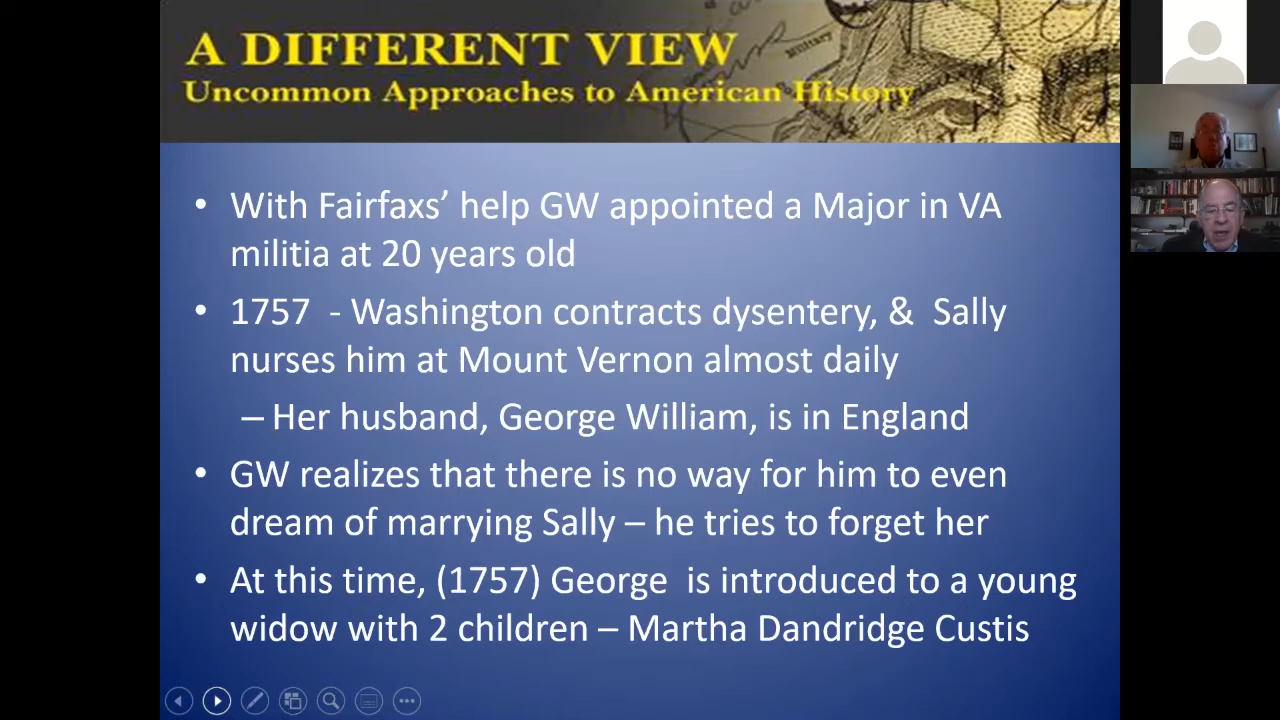 A DIFFERENT VIEW
Uncommon Approaches to American History
Military
• With Fairfaxs’ help GW appointed a Major in VA
militia at 20 years old
• 1757 - Washington contracts dysentery, & Sally
nurses him at Mount Vernon almost daily
– Her husband, George William, is in England
• GW realizes that there is no way for him to even
dream of marrying Sally – he tries to forget her
• At this time, (1757) George is introduced to a young
widow with 2 children – Martha Dandridge Custis